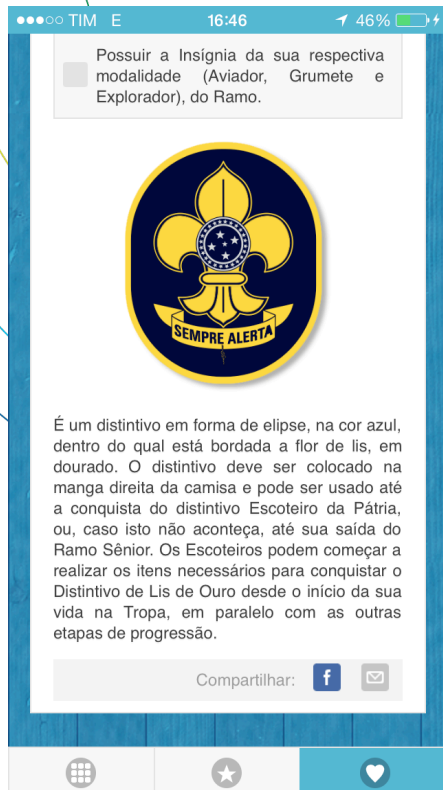 TIM E 16:46 46%
Possuir a Insígnia da sua respectiva
modalidade (Aviador, Grumete e
Explorador), do Ramo.
SEMPRE ALERTA
É um distintivo em forma de elipse, na cor azul,
dentro do qual está bordada a flor de lis, em
dourado. O distintivo deve ser colocado na
manga direita da camisa e pode ser usado até
a conquista do distintivo Escoteiro da Pátria,
ou, caso isto não aconteça, até sua saída do
Ramo Sênior. Os Escoteiros podem começar a
realizar os itens necessários para conquistar o
Distintivo de Lis de Ouro desde o início da sua
vida na Tropa, em paralelo com as outras
etapas de progressão.
Compartilhar: f